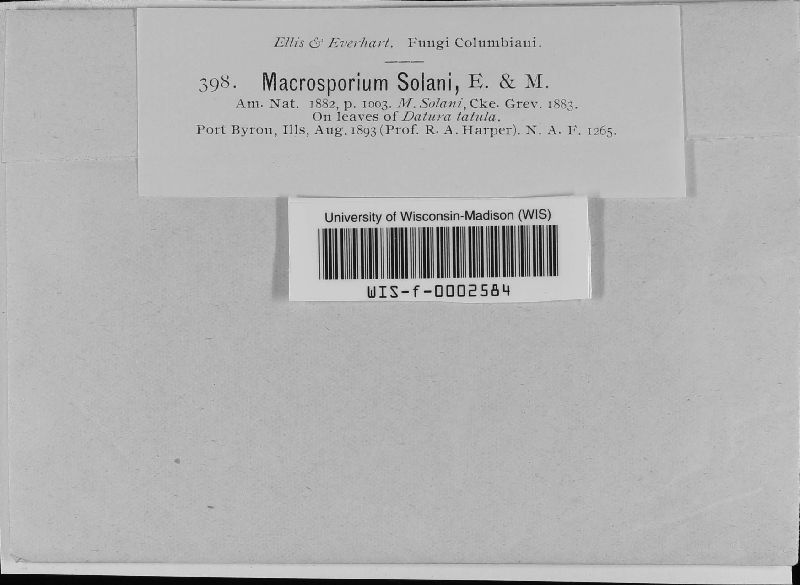 Ellis & Everhart. Fungi Columbiani.
398. Macrosporium Solani, E. & M.
Am. Nat. 1882, p. 1003. M. Solani, Cke. Grev. 1883.
On leaves of Datura tatula.
Port Byron, Ills, Aug. 1893 (Prof. R. A. Harper). N. A. F. 1265.
University of Wisconsin-Madison (WIS)
WIS-f-0002584